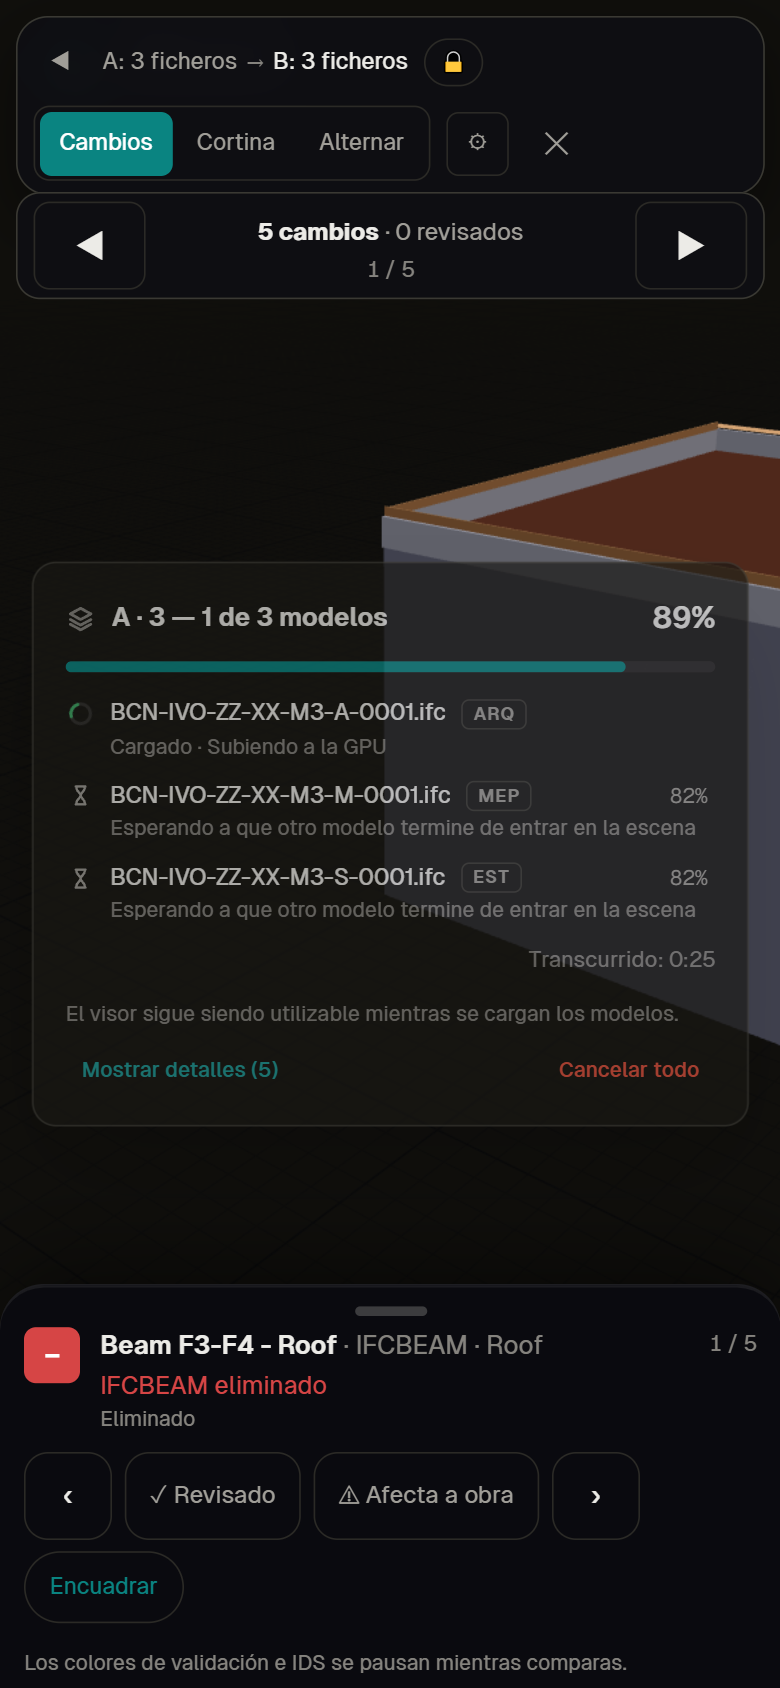 ◀ A: 3 ficheros → B: 3 ficheros 🔒
Cambios Cortina Alternar
5 cambios · 0 revisados
1 / 5
A · 3 — 1 de 3 modelos 89%
BCN-IVO-ZZ-XX-M3-A-0001.ifc ARQ
Cargado · Subiendo a la GPU
BCN-IVO-ZZ-XX-M3-M-0001.ifc MEP 82%
Esperando a que otro modelo termine de entrar en la escena
BCN-IVO-ZZ-XX-M3-S-0001.ifc EST 82%
Esperando a que otro modelo termine de entrar en la escena
Transcurrido: 0:25
El visor sigue siendo utilizable mientras se cargan los modelos.
Mostrar detalles (5) Cancelar todo
Beam F3-F4 - Roof · IFCBEAM · Roof 1 / 5
IFCBEAM eliminado
Eliminado
‹ ✓ Revisado ⚠ Afecta a obra ›
Encuadrar
Los colores de validación e IDS se pausan mientras comparas.